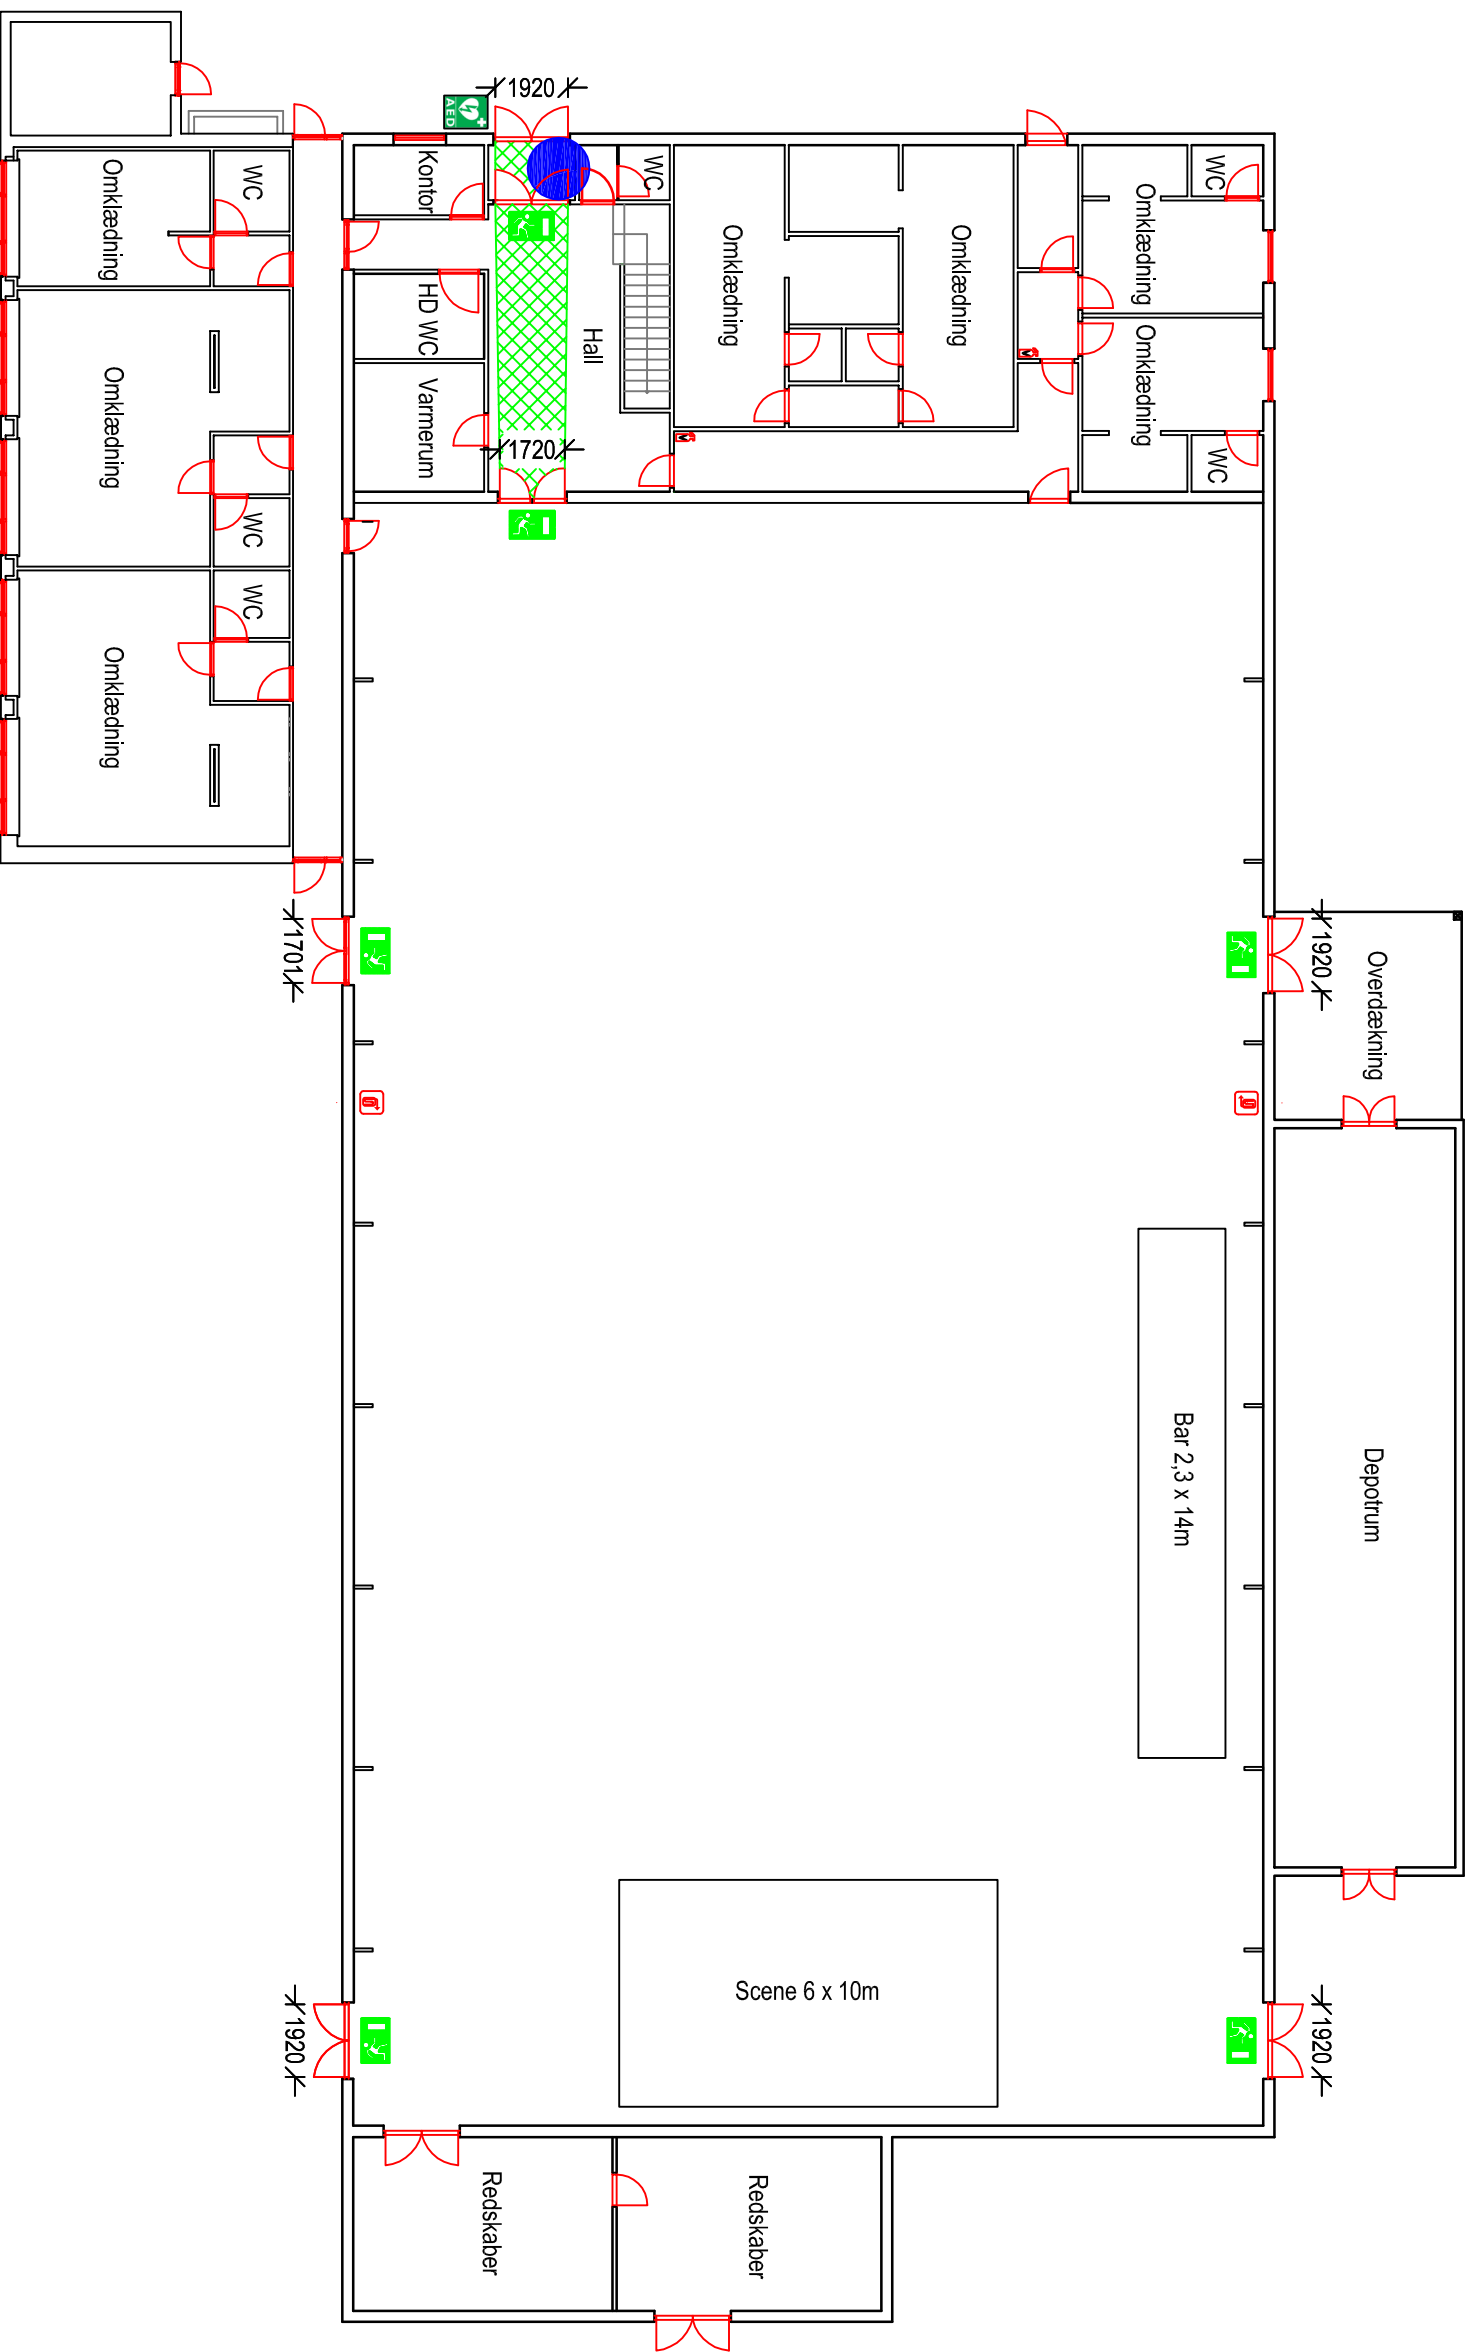 1920
AED
Kontor
WC
WC
WC
Omklædning
Omklædning
Omklædning
Omklædning
HD WC
Hall
Omklædning
Varmerum
1720
Omklædning
WC
WC
WC
Omklædning
1701
1920
Overdækning
Bar 2,3 x 14m
Depotrum
Scene 6 x 10m
1920
1920
Redskaber
Redskaber